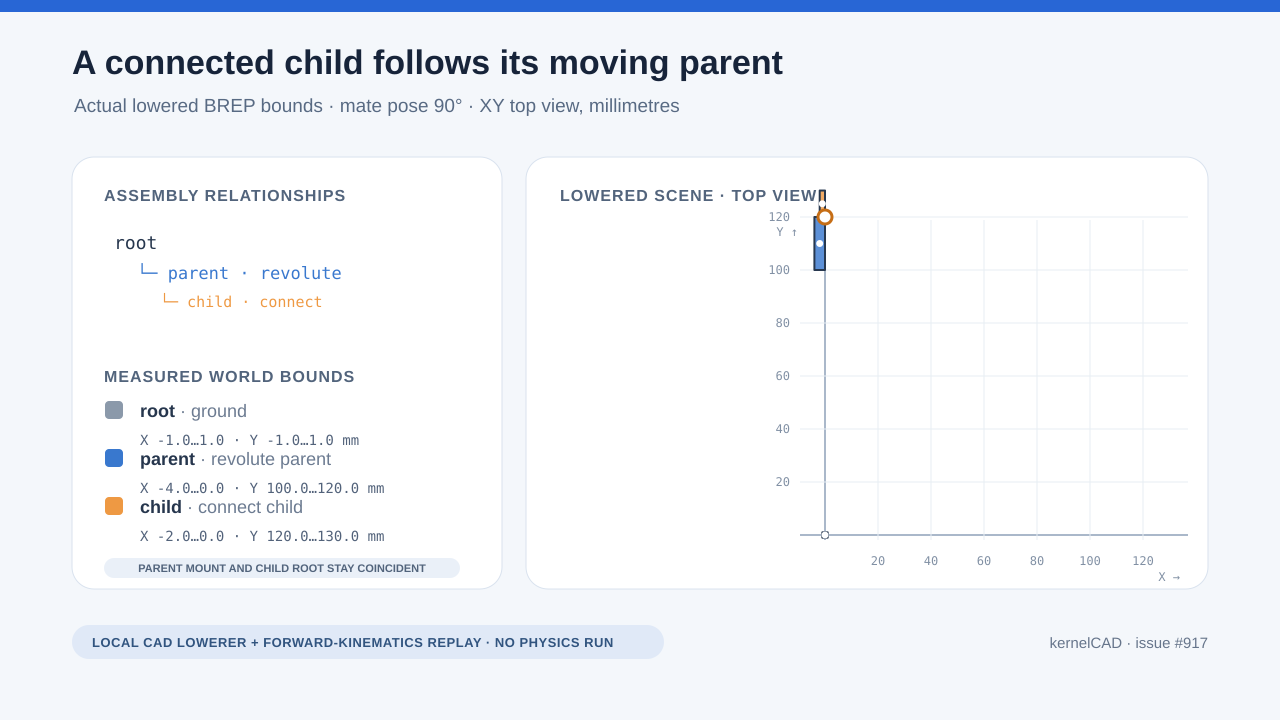 A connected child follows its moving parent
Actual lowered BREP bounds · mate pose 90° · XY top view, millimetres
ASSEMBLY RELATIONSHIPS
root
└─ parent · revolute
└─ child · connect
MEASURED WORLD BOUNDS
root · ground
X -1.0…1.0 · Y -1.0…1.0 mm
parent · revolute parent
X -4.0…0.0 · Y 100.0…120.0 mm
child · connect child
X -2.0…0.0 · Y 120.0…130.0 mm
PARENT MOUNT AND CHILD ROOT STAY COINCIDENT
LOWERED SCENE · TOP VIEW
120
Y ↑
100
80
60
40
20
20 40 60 80 100 120
X →
LOCAL CAD LOWERER + FORWARD-KINEMATICS REPLAY · NO PHYSICS RUN
kernelCAD · issue #917